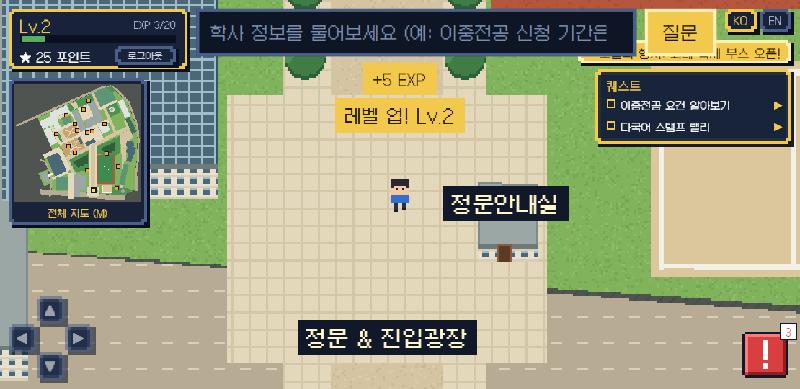 Lv.2
EXP 3/20
★ 25 포인트
로그아웃
학사 정보를 물어보세요 (예: 이중전공 신청 기간은
질문
KO
EN
부스 오픈!
+5 EXP
레벨 업! Lv.2
퀘스트
이중전공 요건 알아보기 ▶
다국어 스탬프 랠리 ▶
전체 지도 (M)
정문안내실
정문 & 진입광장
3
!